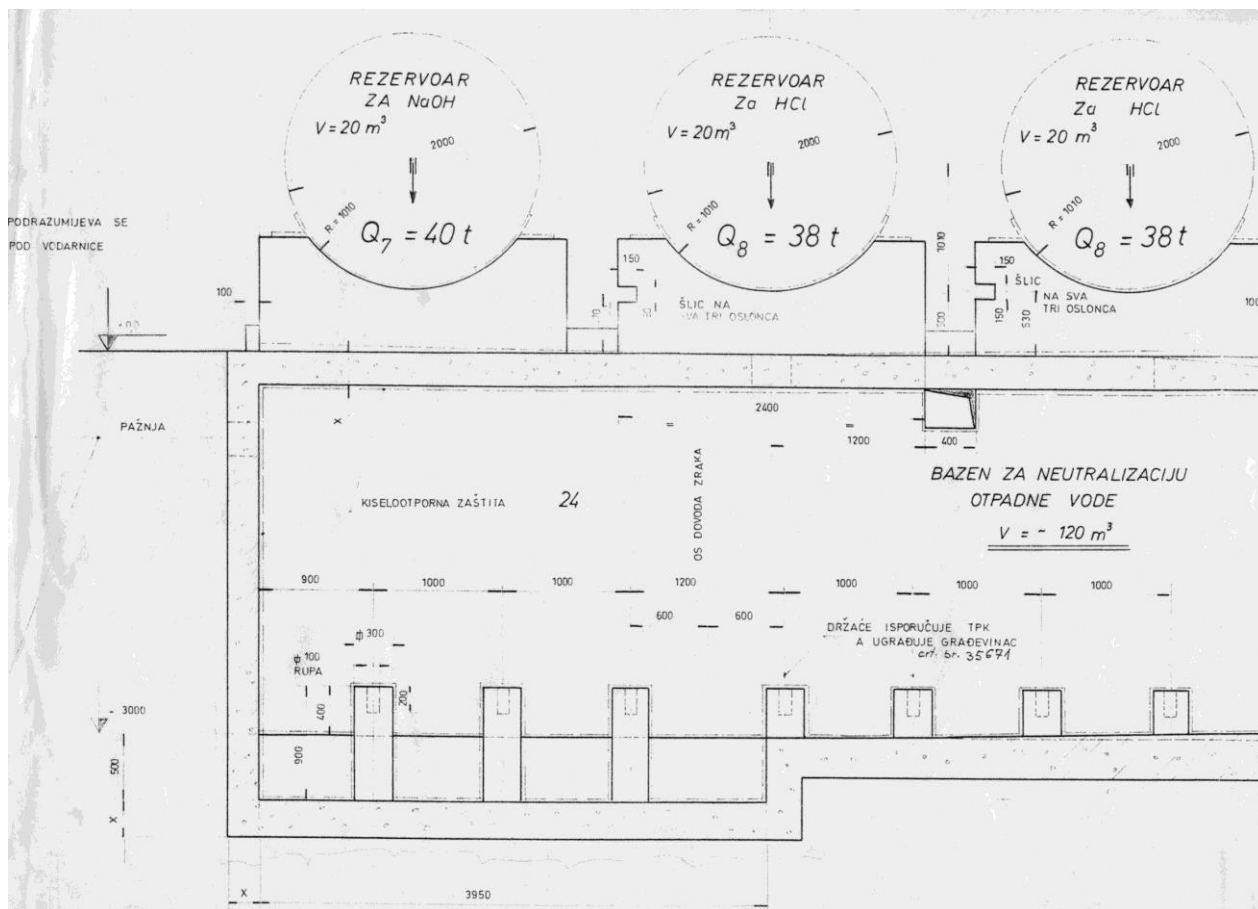 REZERVOAR
ZA NaOH
V = 20 m³
2000
R = 1010
Q₇ = 40 t
REZERVOAR
Za HCl
V = 20 m³
2000
R = 1010
Q₈ = 38 t
REZERVOAR
Za HCl
V = 20 m³
2000
R = 1010
Q₈ = 38 t
PODRAZUMIJEVA SE
POD VODARNICE
100
150
ŠLIC NA
TRI OSLONCA
1010
500
150
ŠLIC
NA SVA
TRI OSLONCA
150
530
PAŽNJA
X
=
2400
=
1200
400
KISELOOTPORNA ZAŠTITA
24
OS DOVODA ZRAKA
BAZEN ZA NEUTRALIZACIJU
OTPADNE VODE
V = ~ 120 m³
900
1000
1000
1200
1000
1000
1000
600
600
DRŽAČE ISPORUČUJE TPK
A UGRAĐUJE GRAĐEVINAC
crt. br. 35671
ϕ 300
ϕ 100
RUPA
400
200
- 3000
900
500
X
X
3950